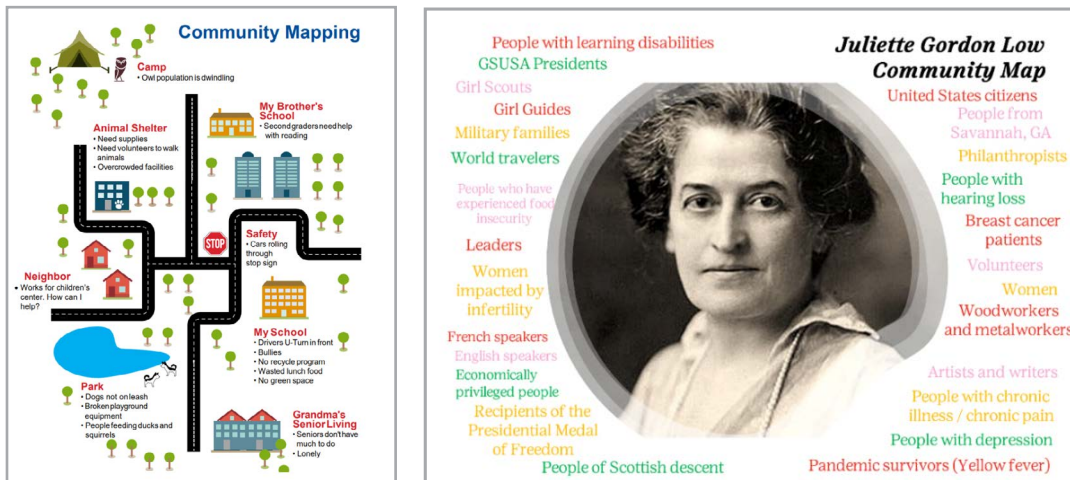 Community Mapping
Camp
• Owl population is dwindling
My Brother's
School
• Second graders need help
with reading
Animal Shelter
• Need supplies
• Need volunteers to walk
animals
• Overcrowded facilities
STOP
Safety
• Cars rolling
through
stop sign
Neighbor
• Works for children's
center. How can I
help?
My School
• Drivers U-Turn in front
• Bullies
• No recycle program
• Wasted lunch food
• No green space
Park
• Dogs not on leash
• Broken playground
equipment
• People feeding ducks and
squirrels
Grandma's
Senior Living
• Seniors don't have
much to do
• Lonely
Juliette Gordon Low
Community Map
People with learning disabilities
GSUSA Presidents
Girl Scouts
Girl Guides
Military families
World travelers
People who have
experienced food
insecurity
Leaders
Women
impacted by
infertility
French speakers
English speakers
Economically
privileged people
Recipients of the
Presidential Medal
of Freedom
People of Scottish descent
United States citizens
People from
Savannah, GA
Philanthropists
People with
hearing loss
Breast cancer
patients
Volunteers
Women
Woodworkers
and metalworkers
Artists and writers
People with chronic
illness / chronic pain
People with depression
Pandemic survivors (Yellow fever)